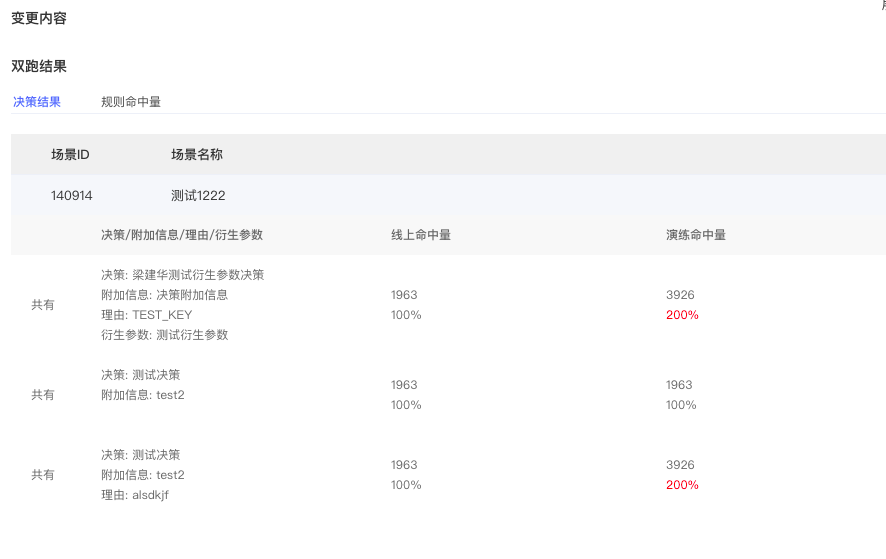 变更内容
双跑结果
决策结果 规则命中量
场景ID 场景名称
140914 测试1222
决策/附加信息/理由/衍生参数 线上命中量 演练命中量
共有
决策: 梁建华测试衍生参数决策
附加信息: 决策附加信息
理由: TEST_KEY
衍生参数: 测试衍生参数
1963
100%
3926
200%
共有
决策: 测试决策
附加信息: test2
1963
100%
1963
100%
共有
决策: 测试决策
附加信息: test2
理由: alsdkjf
1963
100%
3926
200%